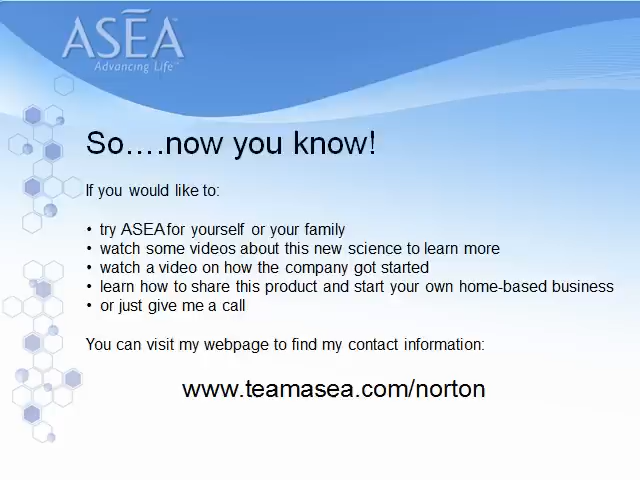 ASEA™
Advancing Life™
So....now you know!
If you would like to:
• try ASEA for yourself or your family
• watch some videos about this new science to learn more
• watch a video on how the company got started
• learn how to share this product and start your own home-based business
• or just give me a call
You can visit my webpage to find my contact information:
www.teamasea.com/norton